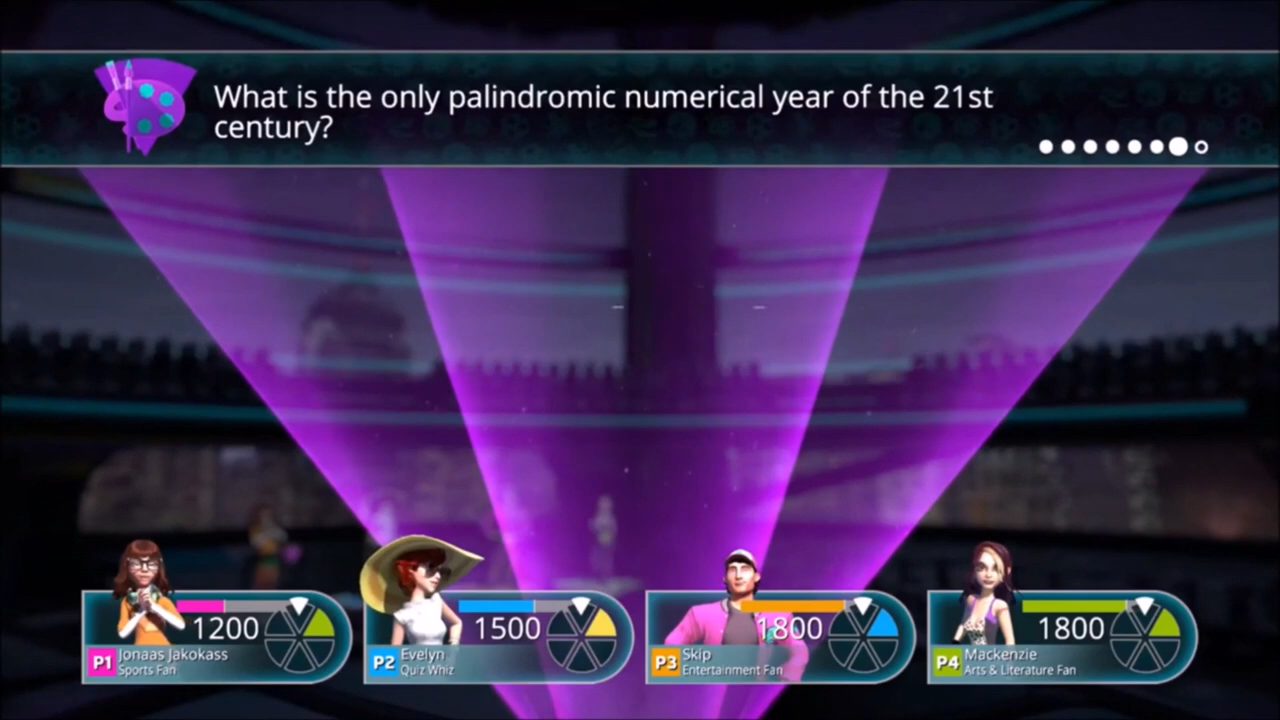 What is the only palindromic numerical year of the 21st
century?
1200
P1 Jonaas Jakokass
Sports Fan
1500
P2 Evelyn
Quiz Whiz
1800
P3 Skip
Entertainment Fan
1800
P4 Mackenzie
Arts & Literature Fan